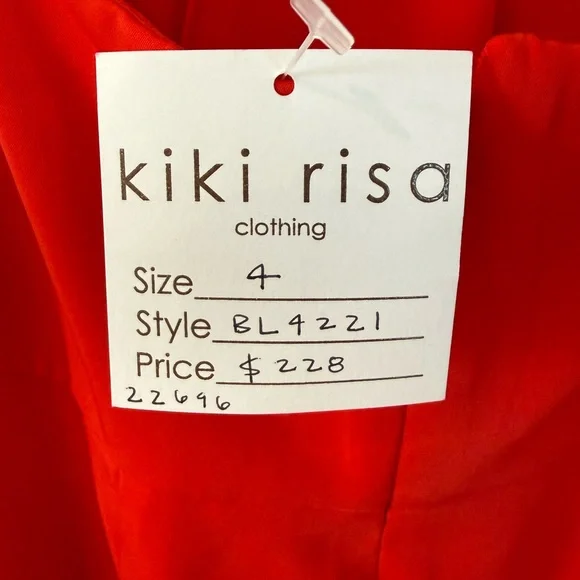 kiki risa
clothing
Size 4
Style BL4221
Price $228
22696